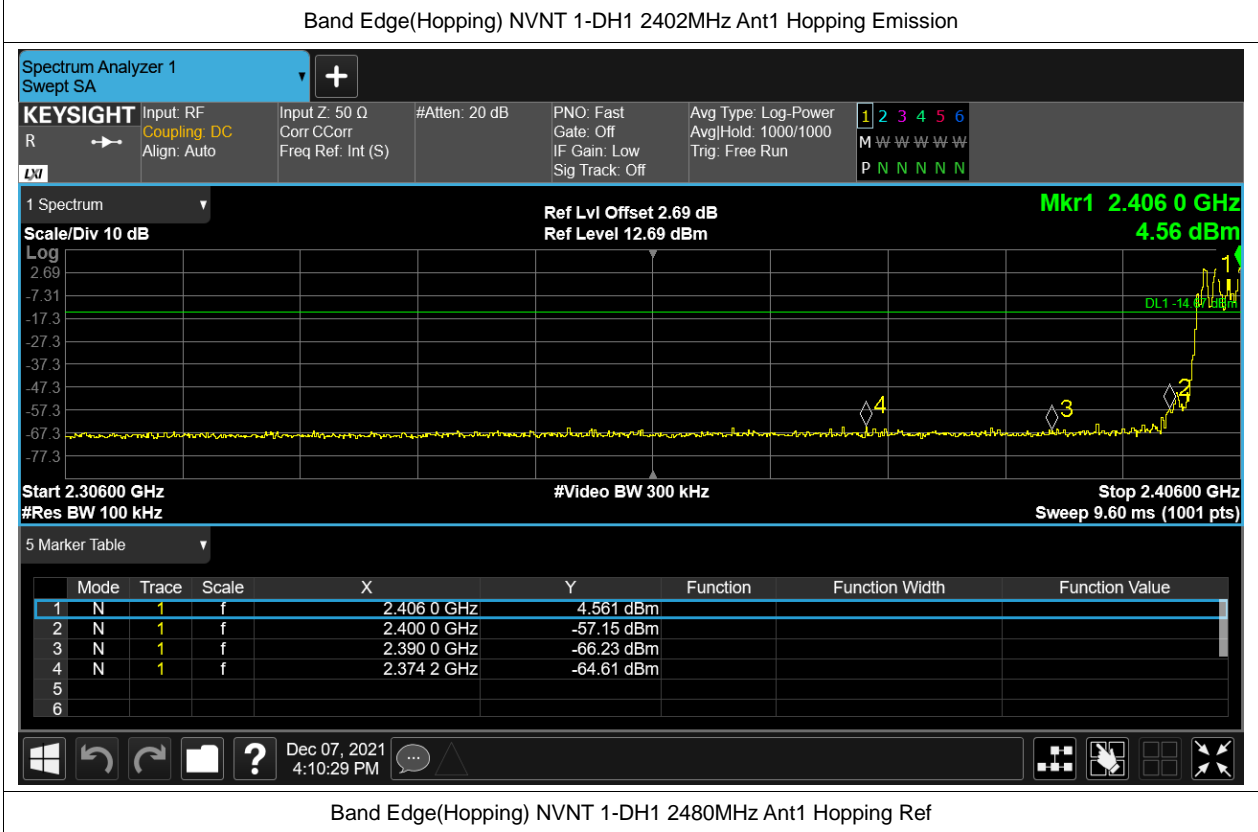 Band Edge(Hopping) NVNT 1-DH1 2402MHz Ant1 Hopping Emission
Spectrum Analyzer 1
Swept SA
+
KEYSIGHT
R
LXI
Input: RF
Coupling: DC
Align: Auto
Input Z: 50 Ω
Corr CCorr
Freq Ref: Int (S)
#Atten: 20 dB
PNO: Fast
Gate: Off
IF Gain: Low
Sig Track: Off
Avg Type: Log-Power
Avg|Hold: 1000/1000
Trig: Free Run
1 2 3 4 5 6
M W W W W W
P N N N N N
1 Spectrum
Scale/Div 10 dB
Ref Lvl Offset 2.69 dB
Ref Level 12.69 dBm
Mkr1 2.406 0 GHz
4.56 dBm
Log
2.69
-7.31
-17.3
-27.3
-37.3
-47.3
-57.3
-67.3
-77.3
DL1 -14.67 dBm
1
2
3
4
Start 2.30600 GHz
#Video BW 300 kHz
Stop 2.40600 GHz
#Res BW 100 kHz
Sweep 9.60 ms (1001 pts)
5 Marker Table
Mode Trace Scale X Y Function Function Width Function Value
1 N 1 f 2.406 0 GHz 4.561 dBm
2 N 1 f 2.400 0 GHz -57.15 dBm
3 N 1 f 2.390 0 GHz -66.23 dBm
4 N 1 f 2.374 2 GHz -64.61 dBm
5
6
?
Dec 07, 2021
4:10:29 PM
Band Edge(Hopping) NVNT 1-DH1 2480MHz Ant1 Hopping Ref